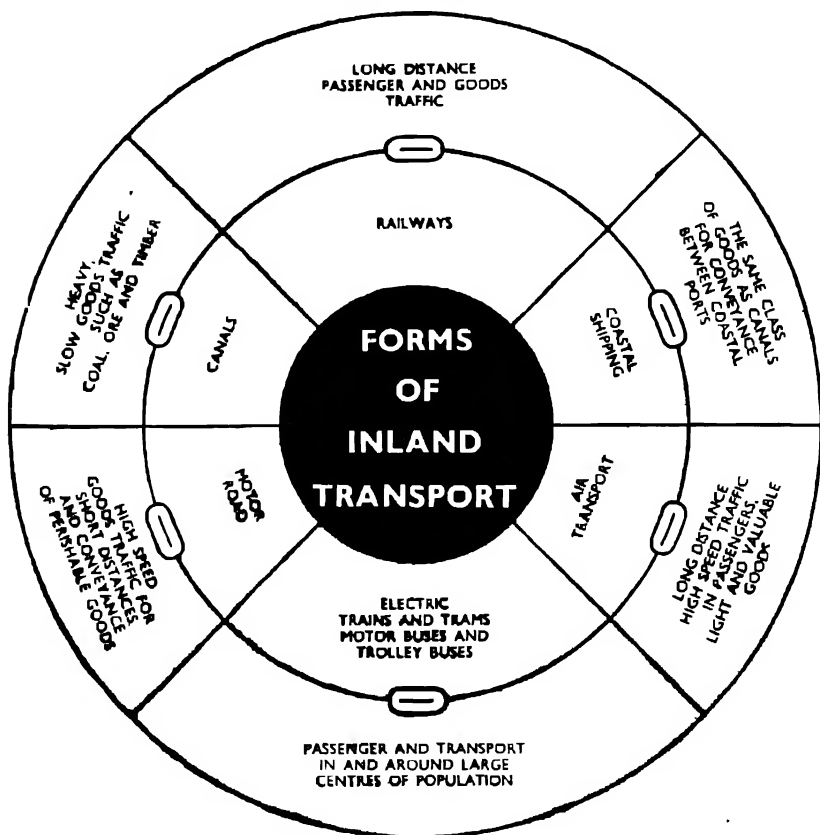 FORMS
OF
INLAND
TRANSPORT
LONG DISTANCE
PASSENGER AND GOODS
TRAFFIC
RAILWAYS
THE SAME CLASS
OF GOODS AS CANALS
FOR CONVEYANCE
BETWEEN COASTAL
PORTS
COASTAL
SHIPPING
LONG DISTANCE
HIGH SPEED TRAFFIC
IN PASSENGERS,
LIGHT AND VALUABLE
GOODS
AIR
TRANSPORT
PASSENGER AND TRANSPORT
IN AND AROUND LARGE
CENTRES OF POPULATION
ELECTRIC
TRAINS AND TRAMS
MOTOR BUSES AND
TROLLEY BUSES
HIGH SPEED
GOODS TRAFFIC FOR
SHORT DISTANCES,
AND CONVEYANCE
OF PERISHABLE GOODS
MOTOR
ROAD
HEAVY,
SLOW GOODS TRAFFIC
SUCH AS
COAL, ORE AND TIMBER
CANALS